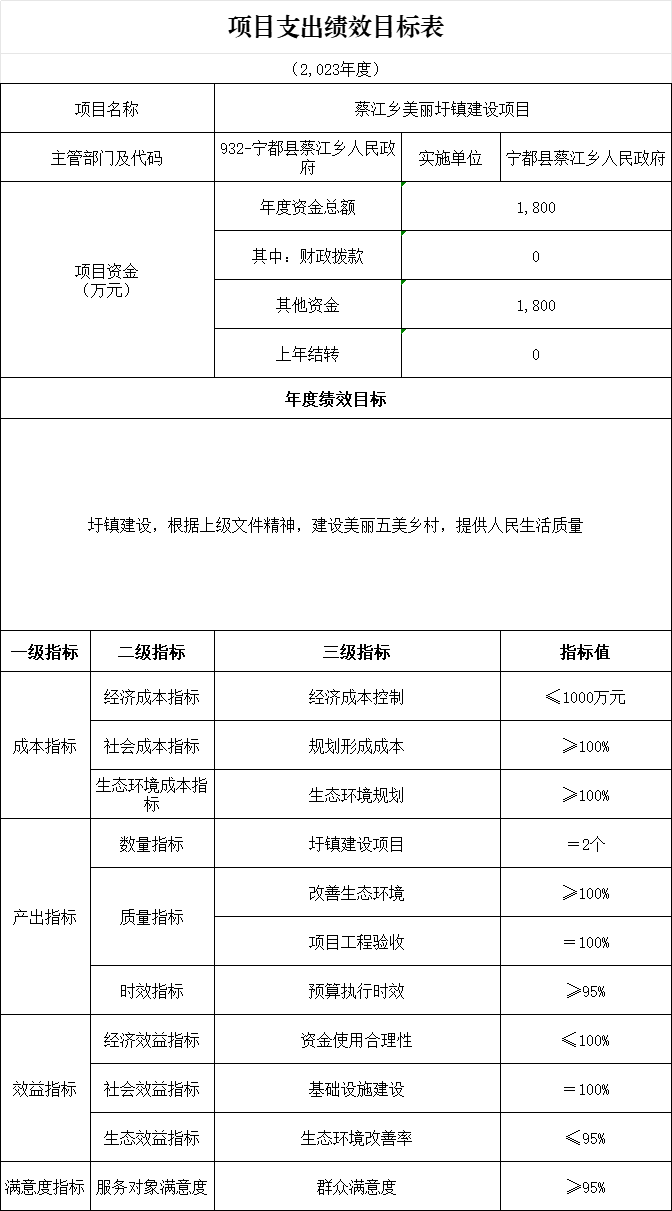 项目支出绩效目标表
（2,023年度）
项目名称 蔡江乡美丽圩镇建设项目
主管部门及代码 932-宁都县蔡江乡人民政府 实施单位 宁都县蔡江乡人民政府
项目资金
（万元）
年度资金总额 1,800
其中：财政拨款 0
其他资金 1,800
上年结转 0
年度绩效目标
圩镇建设，根据上级文件精神，建设美丽五美乡村，提供人民生活质量
一级指标 二级指标 三级指标 指标值
成本指标 经济成本指标 经济成本控制 ≤1000万元
社会成本指标 规划形成成本 ≥100%
生态环境成本指标 生态环境规划 ≥100%
产出指标 数量指标 圩镇建设项目 ＝2个
质量指标 改善生态环境 ≥100%
项目工程验收 ＝100%
时效指标 预算执行时效 ≥95%
效益指标 经济效益指标 资金使用合理性 ≤100%
社会效益指标 基础设施建设 ＝100%
生态效益指标 生态环境改善率 ≤95%
满意度指标 服务对象满意度 群众满意度 ≥95%